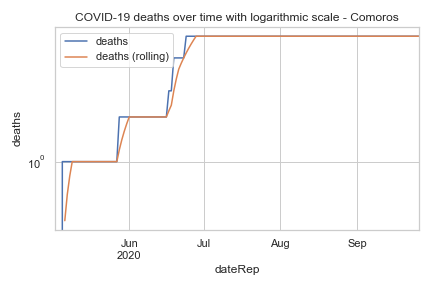 COVID-19 deaths over time with logarithmic scale - Comoros
deaths
deaths (rolling)
deaths
10⁰
Jun
2020
Jul
Aug
Sep
dateRep